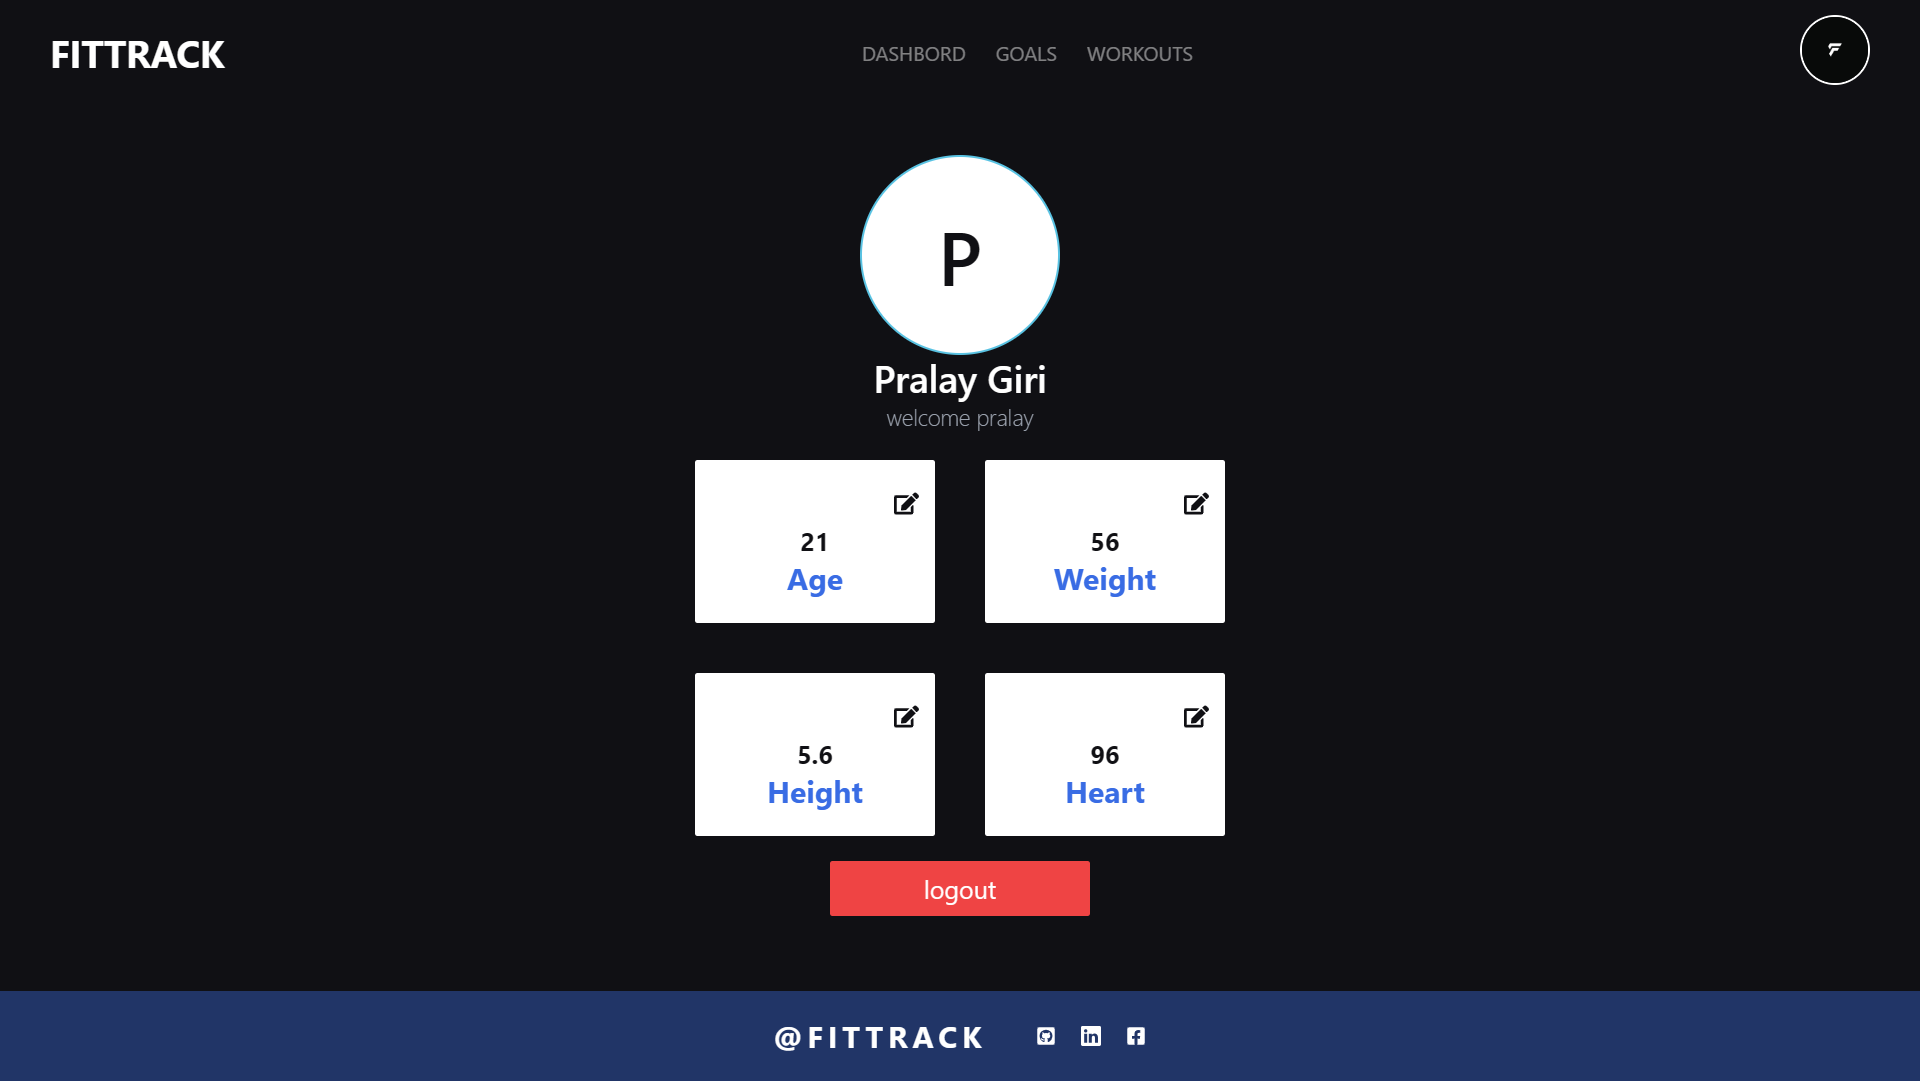 FITTRACK
DASHBORD GOALS WORKOUTS
F
P
Pralay Giri
welcome pralay
21
Age
56
Weight
5.6
Height
96
Heart
logout
@FITTRACK